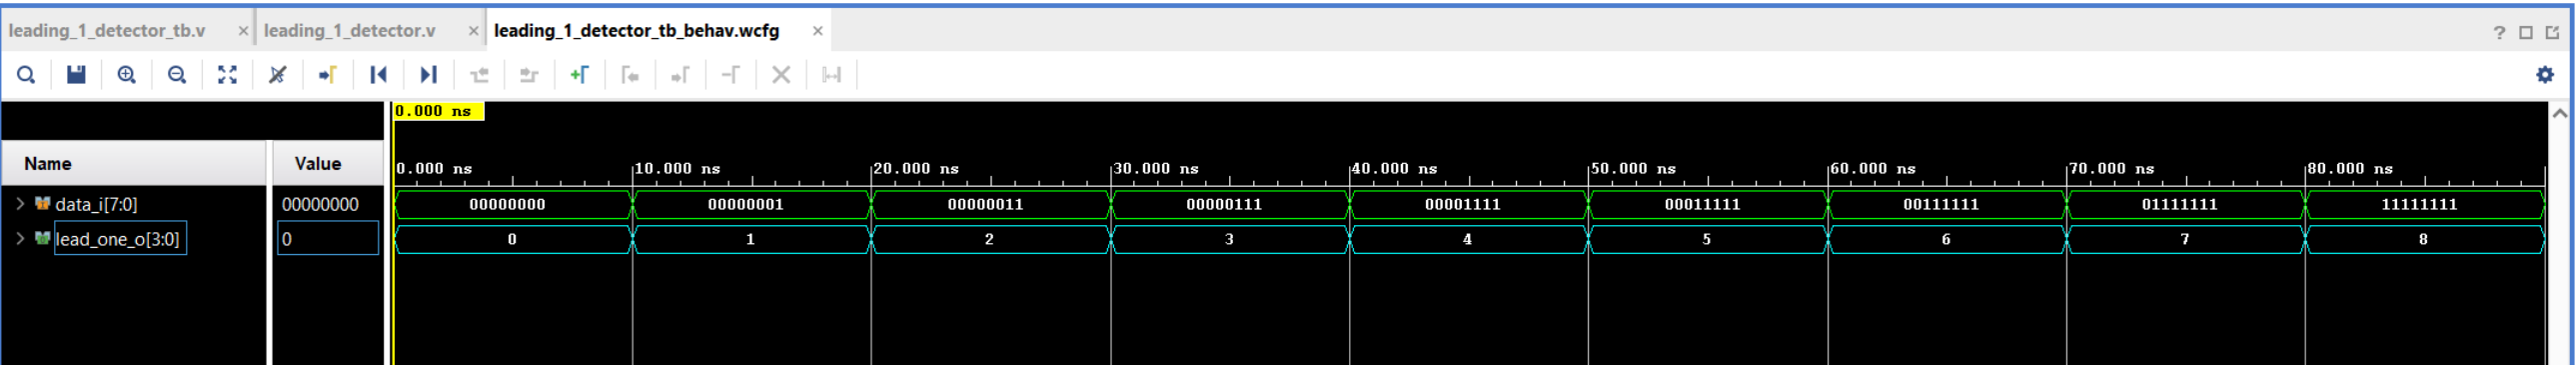 leading_1_detector_tb.v × leading_1_detector.v × leading_1_detector_tb_behav.wcfg × ?
0.000 ns
Name Value 0.000 ns 10.000 ns 20.000 ns 30.000 ns 40.000 ns 50.000 ns 60.000 ns 70.000 ns 80.000 ns
data_i[7:0] 00000000 00000000 00000001 00000011 00000111 00001111 00011111 00111111 01111111 11111111
lead_one_o[3:0] 0 0 1 2 3 4 5 6 7 8